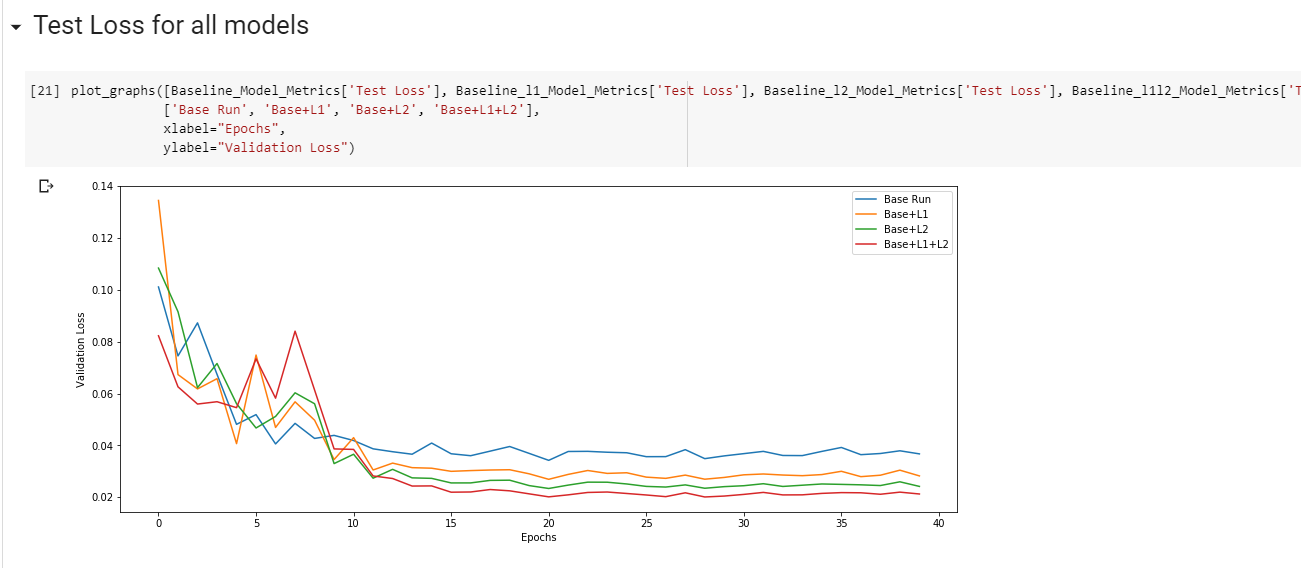 Test Loss for all models
[21] plot_graphs([Baseline_Model_Metrics['Test Loss'], Baseline_l1_Model_Metrics['Test Loss'], Baseline_l2_Model_Metrics['Test Loss'], Baseline_l1l2_Model_Metrics['T
['Base Run', 'Base+L1', 'Base+L2', 'Base+L1+L2'],
xlabel="Epochs",
ylabel="Validation Loss")
0.14
0.12
0.10
0.08
0.06
0.04
0.02
Validation Loss
Base Run
Base+L1
Base+L2
Base+L1+L2
0 5 10 15 20 25 30 35 40
Epochs